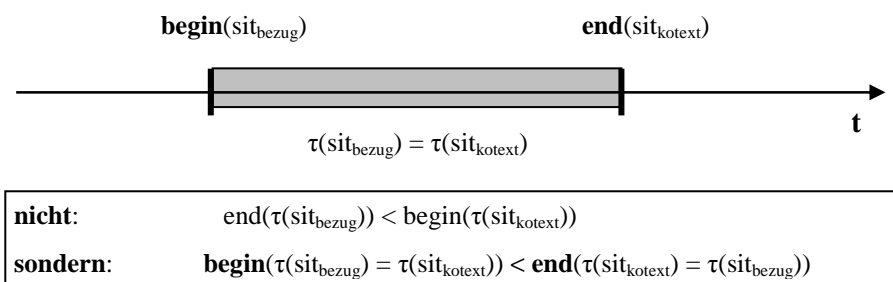 begin(sit_bezug) end(sit_kotext)
t
τ(sit_bezug) = τ(sit_kotext)
nicht: end(τ(sit_bezug)) < begin(τ(sit_kotext))
sondern: begin(τ(sit_bezug) = τ(sit_kotext)) < end(τ(sit_kotext) = τ(sit_bezug))